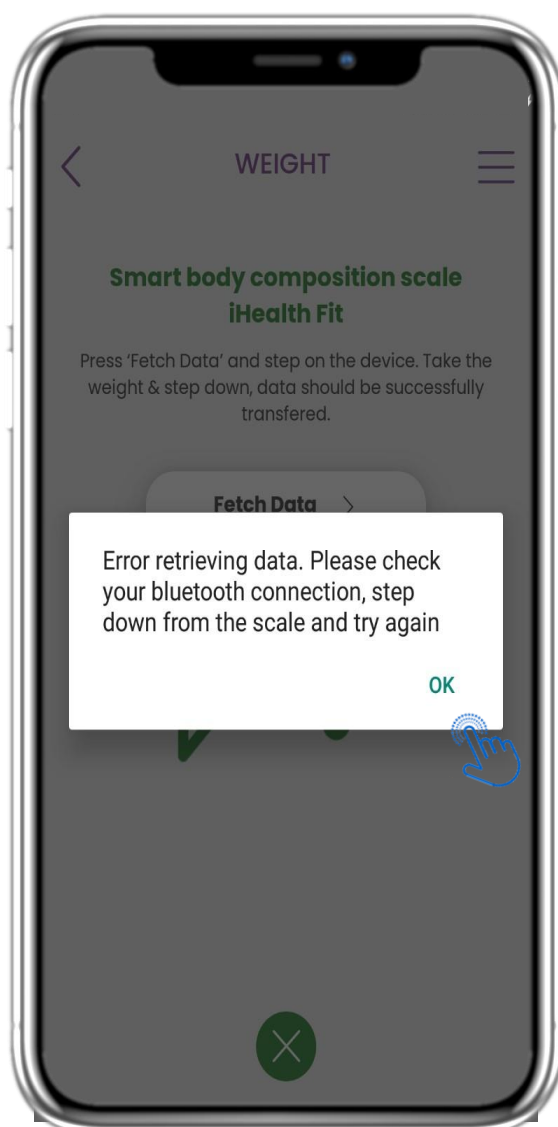 WEIGHT
Smart body composition scale
iHealth Fit
Press ‘Fetch Data’ and step on the device. Take the
weight & step down, data should be successfully
transfered.
Fetch Data
Error retrieving data. Please check
your bluetooth connection, step
down from the scale and try again
OK